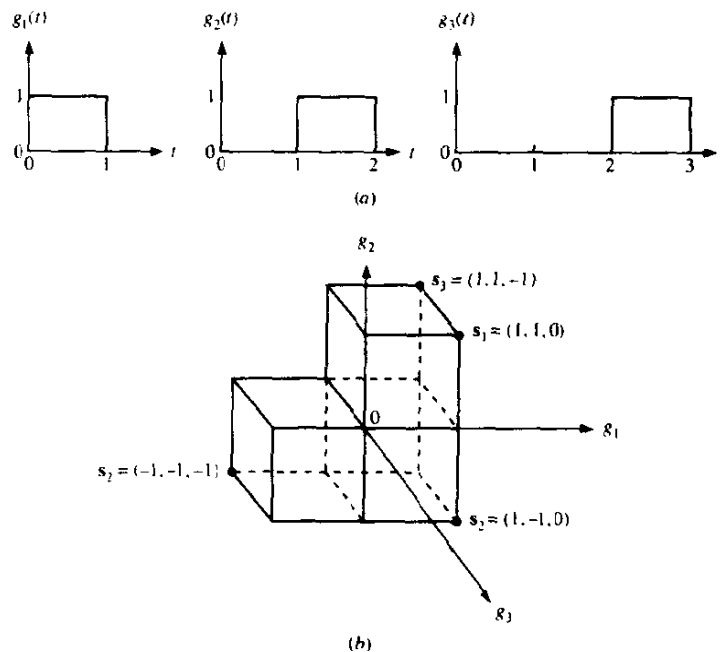 g₁(t) g₂(t) g₃(t)
1 1 1
0 0 0
0 1 t 0 1 2 t 0 1 2 3
(a)
g₂
s₃ = (1, 1, -1)
s₁ = (1, 1, 0)
0
g₁
s₂ = (-1, -1, -1)
s₂ = (1, -1, 0)
g₃
(b)